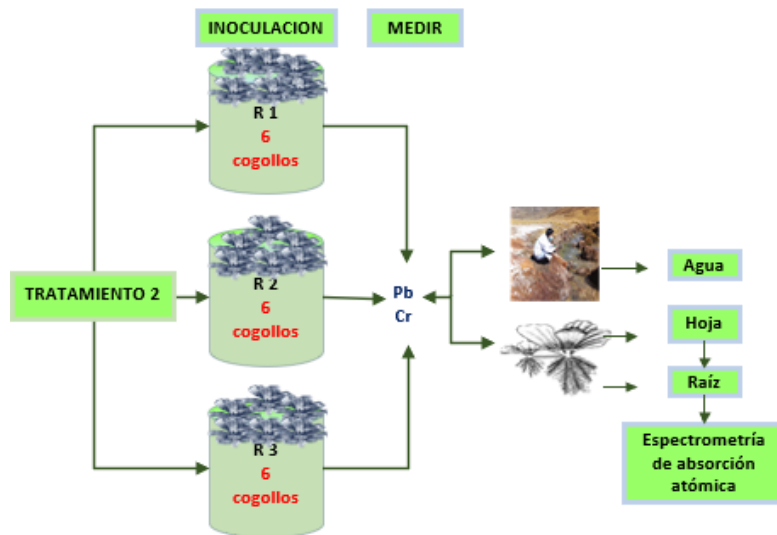 INOCULACION
MEDIR
R 1
6
cogollos
TRATAMIENTO 2
R 2
6
cogollos
R 3
6
cogollos
Pb
Cr
Agua
Hoja
Raíz
Espectrometría
de absorción
atómica